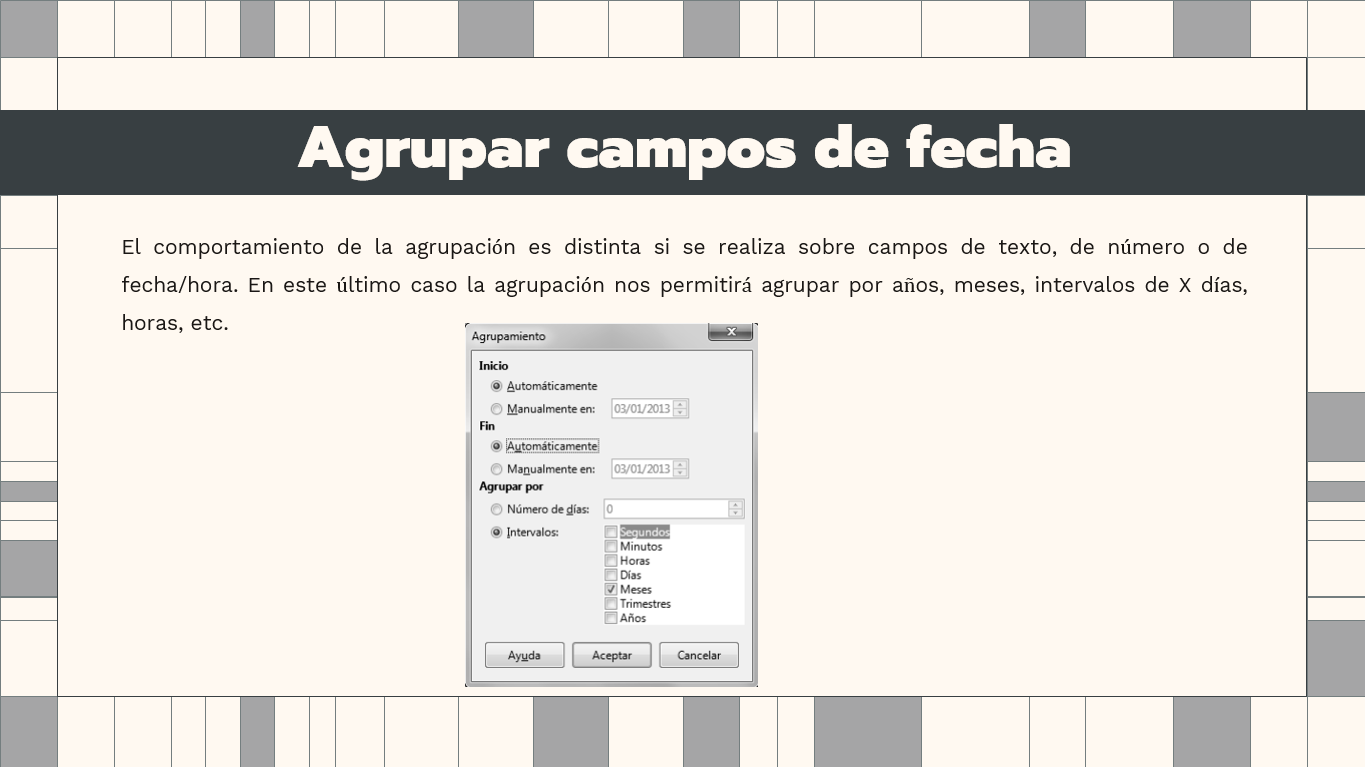 Agrupar campos de fecha
El comportamiento de la agrupación es distinta si se realiza sobre campos de texto, de número o de
fecha/hora. En este último caso la agrupación nos permitirá agrupar por años, meses, intervalos de X días,
horas, etc.
Agrupamiento
Inicio
Automáticamente
Manualmente en: 03/01/2013
Fin
Automáticamente
Manualmente en: 03/01/2013
Agrupar por
Número de días: 0
Intervalos: Segundos
Minutos
Horas
Días
Meses
Trimestres
Años
Ayuda Aceptar Cancelar